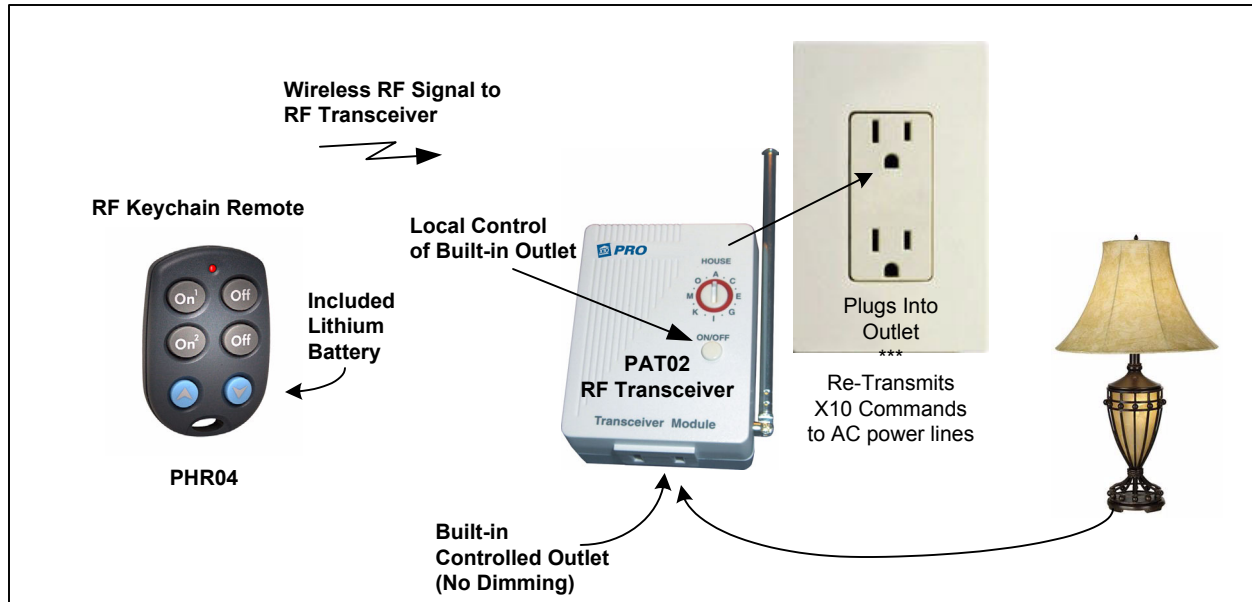 Wireless RF Signal to
RF Transceiver
RF Keychain Remote
On¹ Off
On² Off
Included
Lithium
Battery
PHR04
Local Control
of Built-in Outlet
PRO
HOUSE
A
C
E
G
I
K
M
O
ON/OFF
PAT02
RF Transceiver
Transceiver Module
Built-in
Controlled Outlet
(No Dimming)
Plugs Into
Outlet
***
Re-Transmits
X10 Commands
to AC power lines